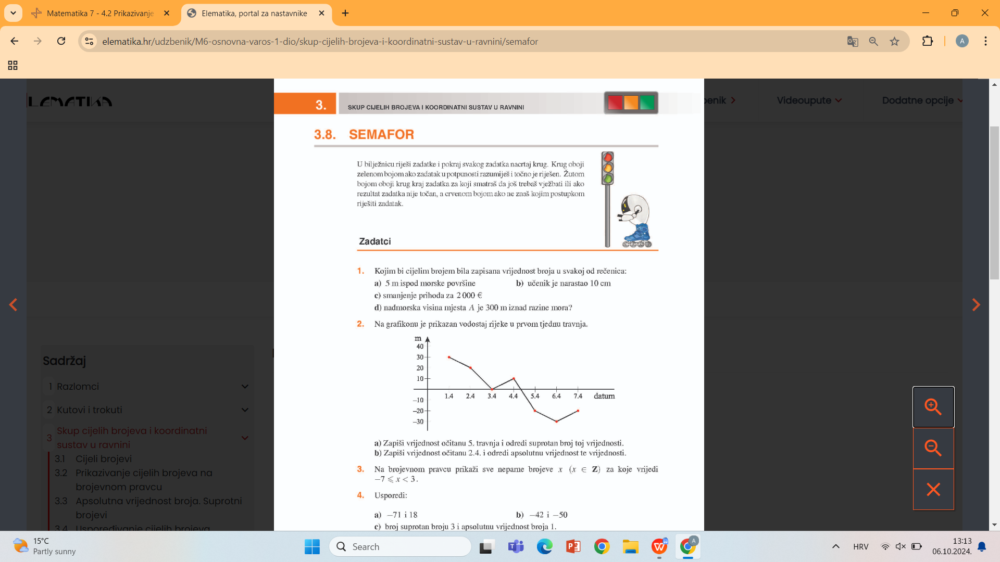 Matematika 7 - 4.2 Prikazivanje
Elematika, portal za nastavnike
elematika.hr/udzbenik/M6-osnovna-varos-1-dio/skup-cijelih-brojeva-i-koordinatni-sustav-u-ravnini/semafor
A
LEMATIKA
benik
Videoupute
Dodatne opcije
3.
SKUP CIJELIH BROJEVA I KOORDINATNI SUSTAV U RAVNINI
3.8. SEMAFOR
U bilježnicu riješi zadatke i pokraj svakog zadatka nacrtaj krug. Krug oboji
zelenom bojom ako zadatak u potpunosti razumiješ i točno je riješen. Žutom
bojom oboji krug kraj zadatka za koji smatraš da još trebaš vježbati ili ako
rezultat zadatka nije točan, a crvenom bojom ako ne znaš kojim postupkom
riješiti zadatak.
Zadatci
1. Kojim bi cijelim brojem bila zapisana vrijednost broja u svakoj od rečenica:
a) 5 m ispod morske površine b) učenik je narastao 10 cm
c) smanjenje prihoda za 2 000 €
d) nadmorska visina mjesta A je 300 m iznad razine mora?
2. Na grafikonu je prikazan vodostaj rijeke u prvom tjednu travnja.
m
40
30
20
10
1.4 2.4 3.4 4.4 5.4 6.4 7.4 datum
−10
−20
−30
a) Zapiši vrijednost očitanu 5. travnja i odredi suprotan broj toj vrijednosti.
b) Zapiši vrijednost očitanu 2.4. i odredi apsolutnu vrijednost te vrijednosti.
3. Na brojevnom pravcu prikaži sve neparne brojeve x (x ∈ Z) za koje vrijedi
−7 ⩽ x < 3.
4. Usporedi:
a) −71 i 18 b) −42 i −50
c) broj suprotan broju 3 i apsolutnu vrijednost broja 1.
Sadržaj
1 Razlomci
2 Kutovi i trokuti
3 Skup cijelih brojeva i koordinatni
sustav u ravnini
3.1 Cijeli brojevi
3.2 Prikazivanje cijelih brojeva na
brojevnom pravcu
3.3 Apsolutna vrijednost broja. Suprotni
brojevi
3.4 Uspoređivanje cijelih brojeva
15°C
Partly sunny
Search
A
HRV
13:13
06.10.2024.